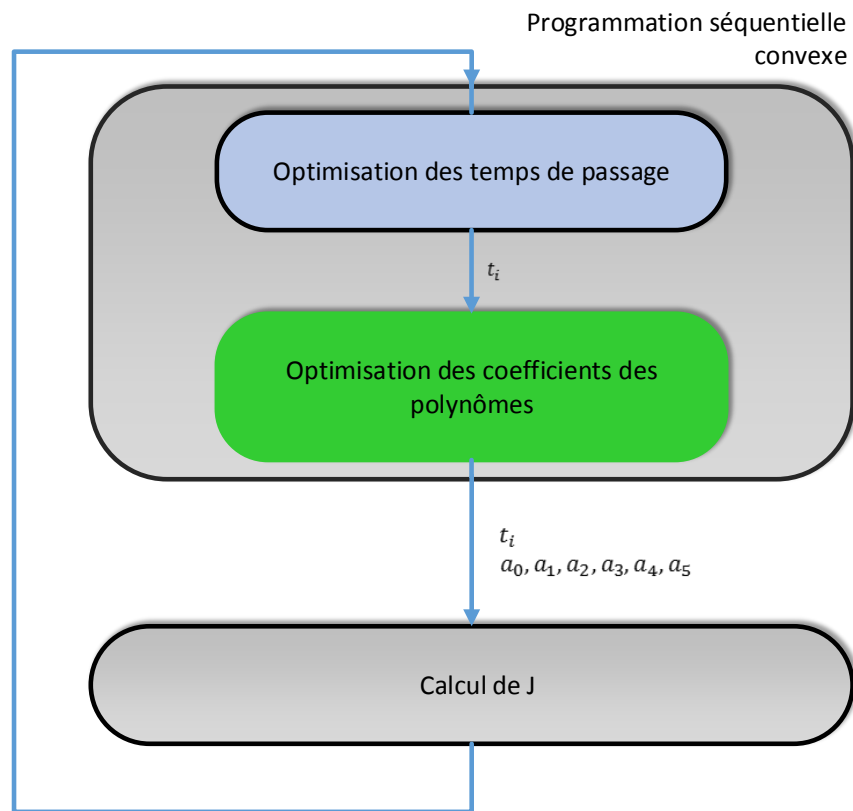 Programmation séquentielle
convexe
Optimisation des temps de passage
t_i
Optimisation des coefficients des
polynômes
t_i
a_0, a_1, a_2, a_3, a_4, a_5
Calcul de J